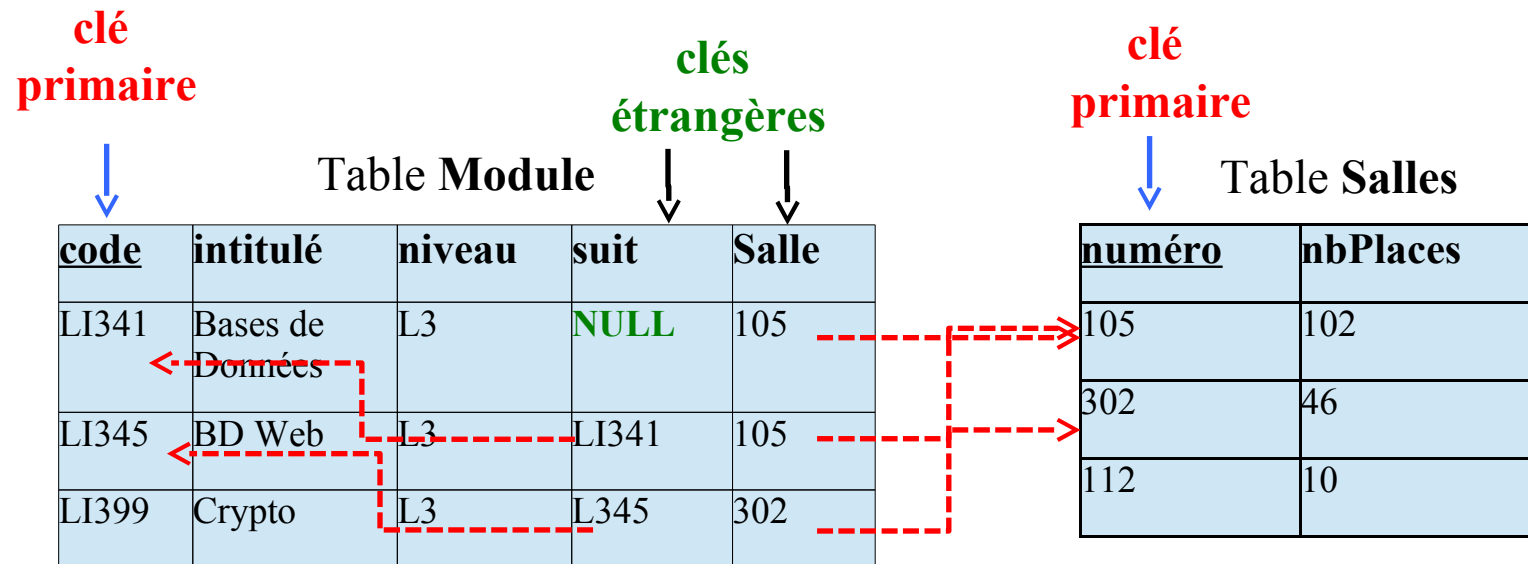 clé
primaire
clés
étrangères
clé
primaire
Table Module
Table Salles
code intitulé niveau suit Salle
LI341 Bases de Données L3 NULL 105
LI345 BD Web L3 LI341 105
LI399 Crypto L3 L345 302
numéro nbPlaces
105 102
302 46
112 10